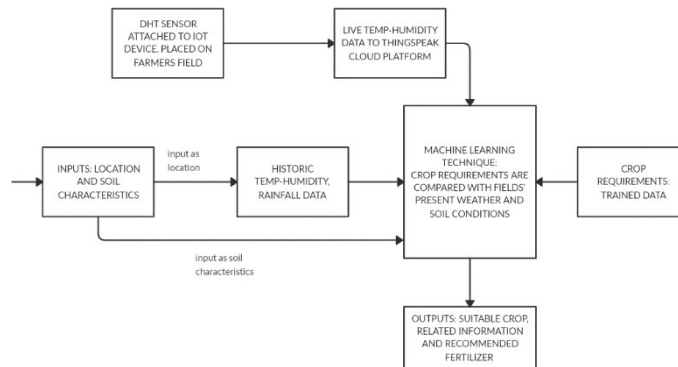 DHT SENSOR
ATTACHED TO IOT
DEVICE, PLACED ON
FARMERS FIELD
LIVE TEMP-HUMIDITY
DATA TO THINGSPEAK
CLOUD PLATFORM
INPUTS: LOCATION
AND SOIL
CHARACTERISTICS
input as
location
HISTORIC
TEMP-HUMIDITY,
RAINFALL DATA
MACHINE LEARNING
TECHNIQUE:
CROP REQUIREMENTS ARE
COMPARED WITH FIELDS'
PRESENT WEATHER AND
SOIL CONDITIONS
CROP
REQUIREMENTS:
TRAINED DATA
input as soil
characteristics
OUTPUTS: SUITABLE CROP,
RELATED INFORMATION
AND RECOMMENDED
FERTILIZER